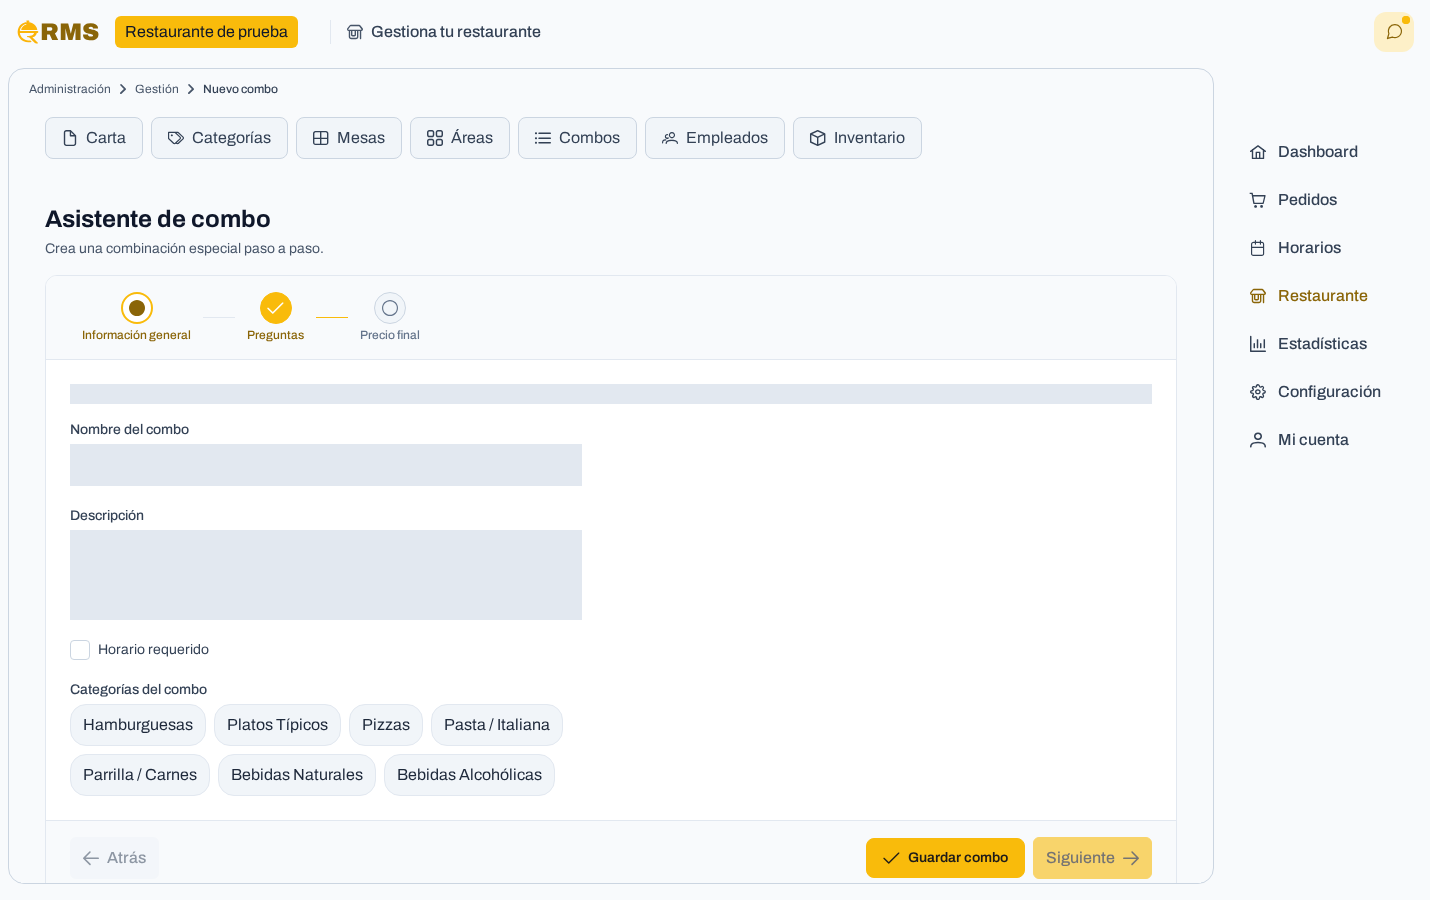 RMS
Restaurante de prueba
Gestiona tu restaurante
Administración
Gestión
Nuevo combo
Carta
Categorías
Mesas
Áreas
Combos
Empleados
Inventario
Asistente de combo
Crea una combinación especial paso a paso.
Información general
Preguntas
Precio final
Nombre del combo
Descripción
Horario requerido
Categorías del combo
Hamburguesas
Platos Típicos
Pizzas
Pasta / Italiana
Parrilla / Carnes
Bebidas Naturales
Bebidas Alcohólicas
Atrás
Guardar combo
Siguiente
Dashboard
Pedidos
Horarios
Restaurante
Estadísticas
Configuración
Mi cuenta